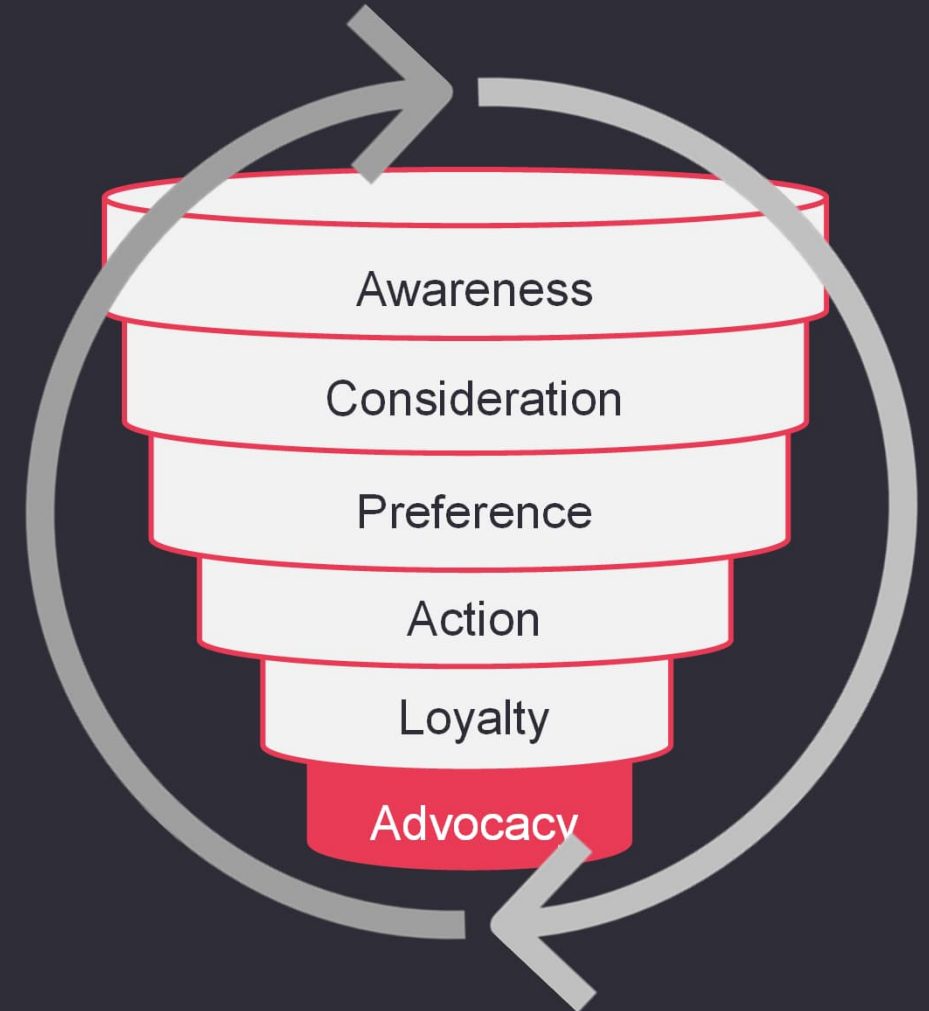 Awareness
Consideration
Preference
Action
Loyalty
Advocacy